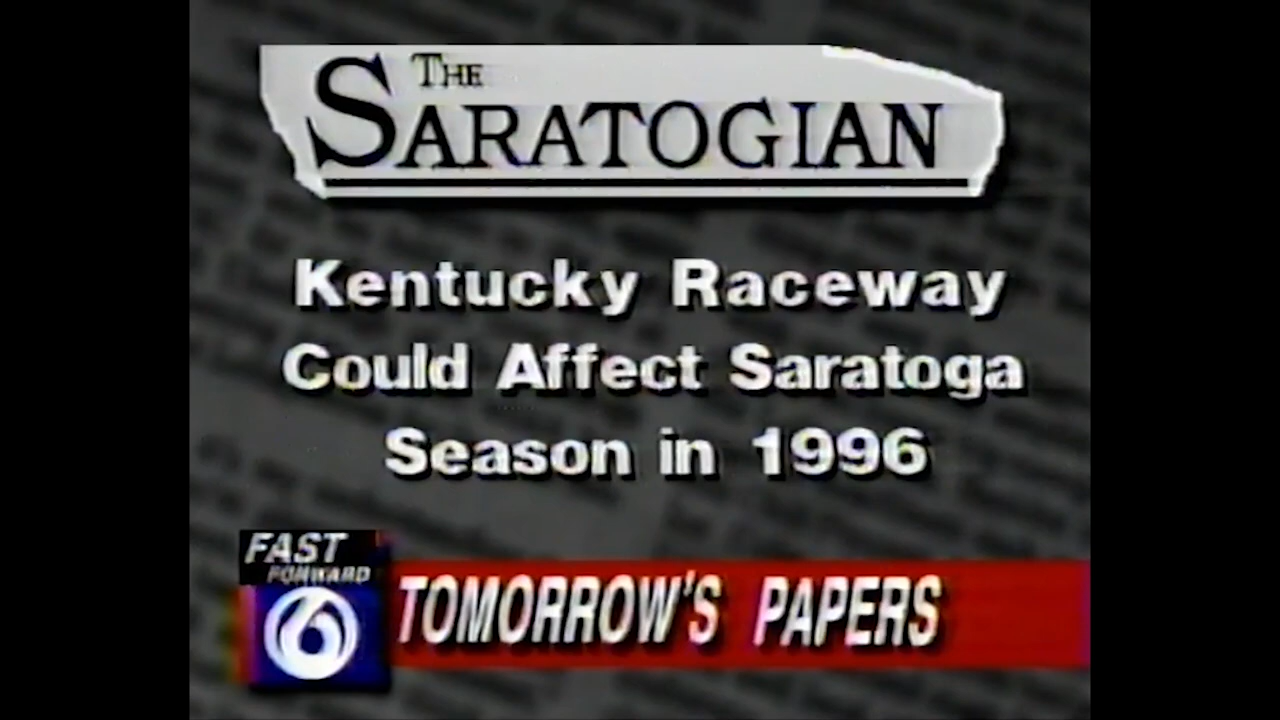 THE
SARATOGIAN
Kentucky Raceway
Could Affect Saratoga
Season in 1996
FAST
FORWARD
6
TOMORROW'S PAPERS